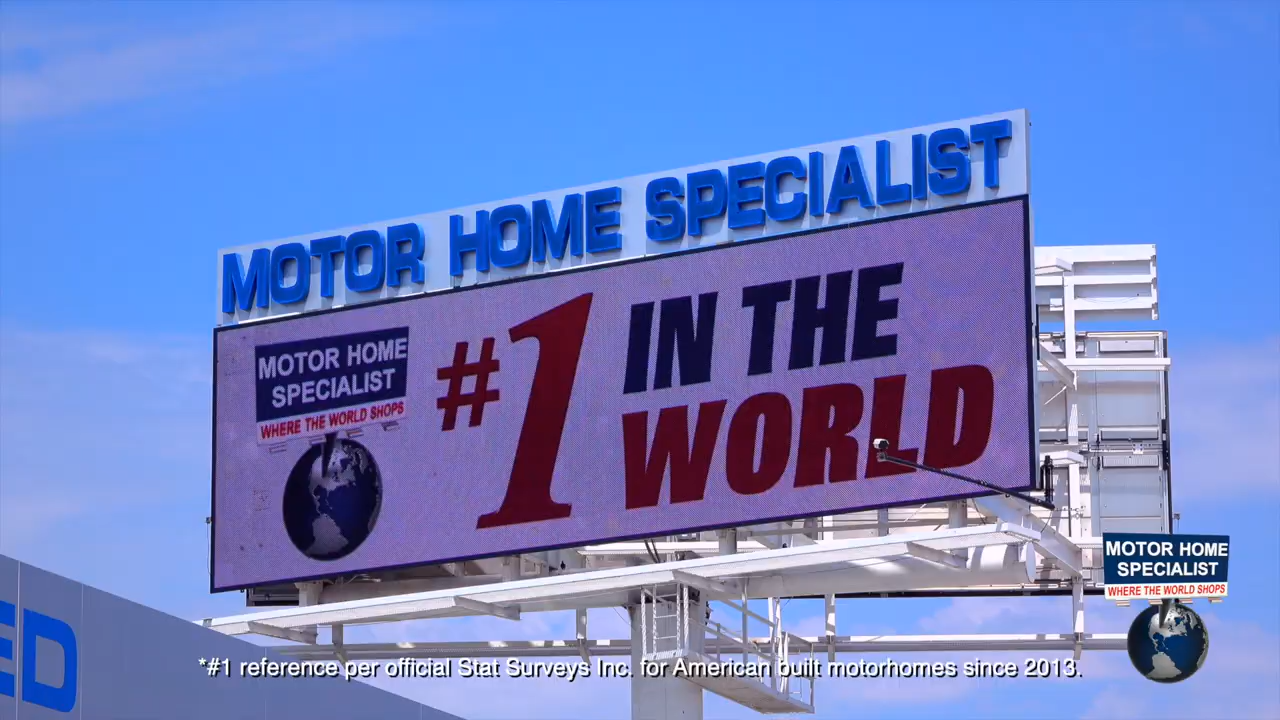 MOTOR HOME SPECIALIST
MOTOR HOME
SPECIALIST
WHERE THE WORLD SHOPS
#1 IN THE
WORLD
MOTOR HOME
SPECIALIST
WHERE THE WORLD SHOPS
ED
*#1 reference per official Stat Surveys Inc. for American built motorhomes since 2013.